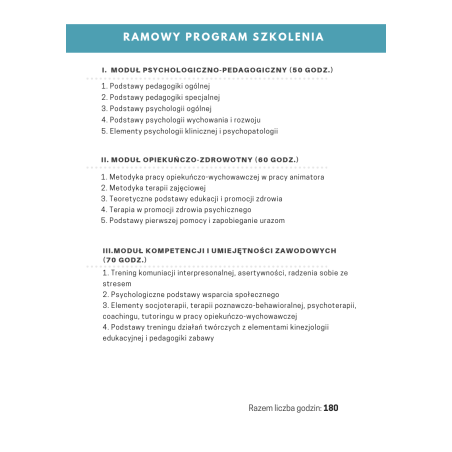 RAMOWY PROGRAM SZKOLENIA
I. MODUŁ PSYCHOLOGICZNO-PEDAGOGICZNY (50 GODZ.)
1. Podstawy pedagogiki ogólnej
2. Podstawy pedagogiki specjalnej
3. Podstawy psychologii ogólnej
4. Podstawy psychologii wychowania i rozwoju
5. Elementy psychologii klinicznej i psychopatologii
II. MODUŁ OPIEKUŃCZO-ZDROWOTNY (60 GODZ.)
1. Metodyka pracy opiekuńczo-wychowawczej w pracy animatora
2. Metodyka terapii zajęciowej
3. Teoretyczne podstawy edukacji i promocji zdrowia
4. Terapia w promocji zdrowia psychicznego
5. Podstawy pierwszej pomocy i zapobieganie urazom
III.MODUŁ KOMPETENCJI I UMIEJĘTNOŚCI ZAWODOWYCH
(70 GODZ.)
1. Trening komuniacji interpresonalnej, asertywności, radzenia sobie ze
stresem
2. Psychologiczne podstawy wsparcia społecznego
3. Elementy socjoterapii, terapii poznawczo-behawioralnej, psychoterapii,
coachingu, tutoringu w pracy opiekuńczo-wychowawczej
4. Podstawy treningu działań twórczych z elementami kinezjologii
edukacyjnej i pedagogiki zabawy
Razem liczba godzin: 180